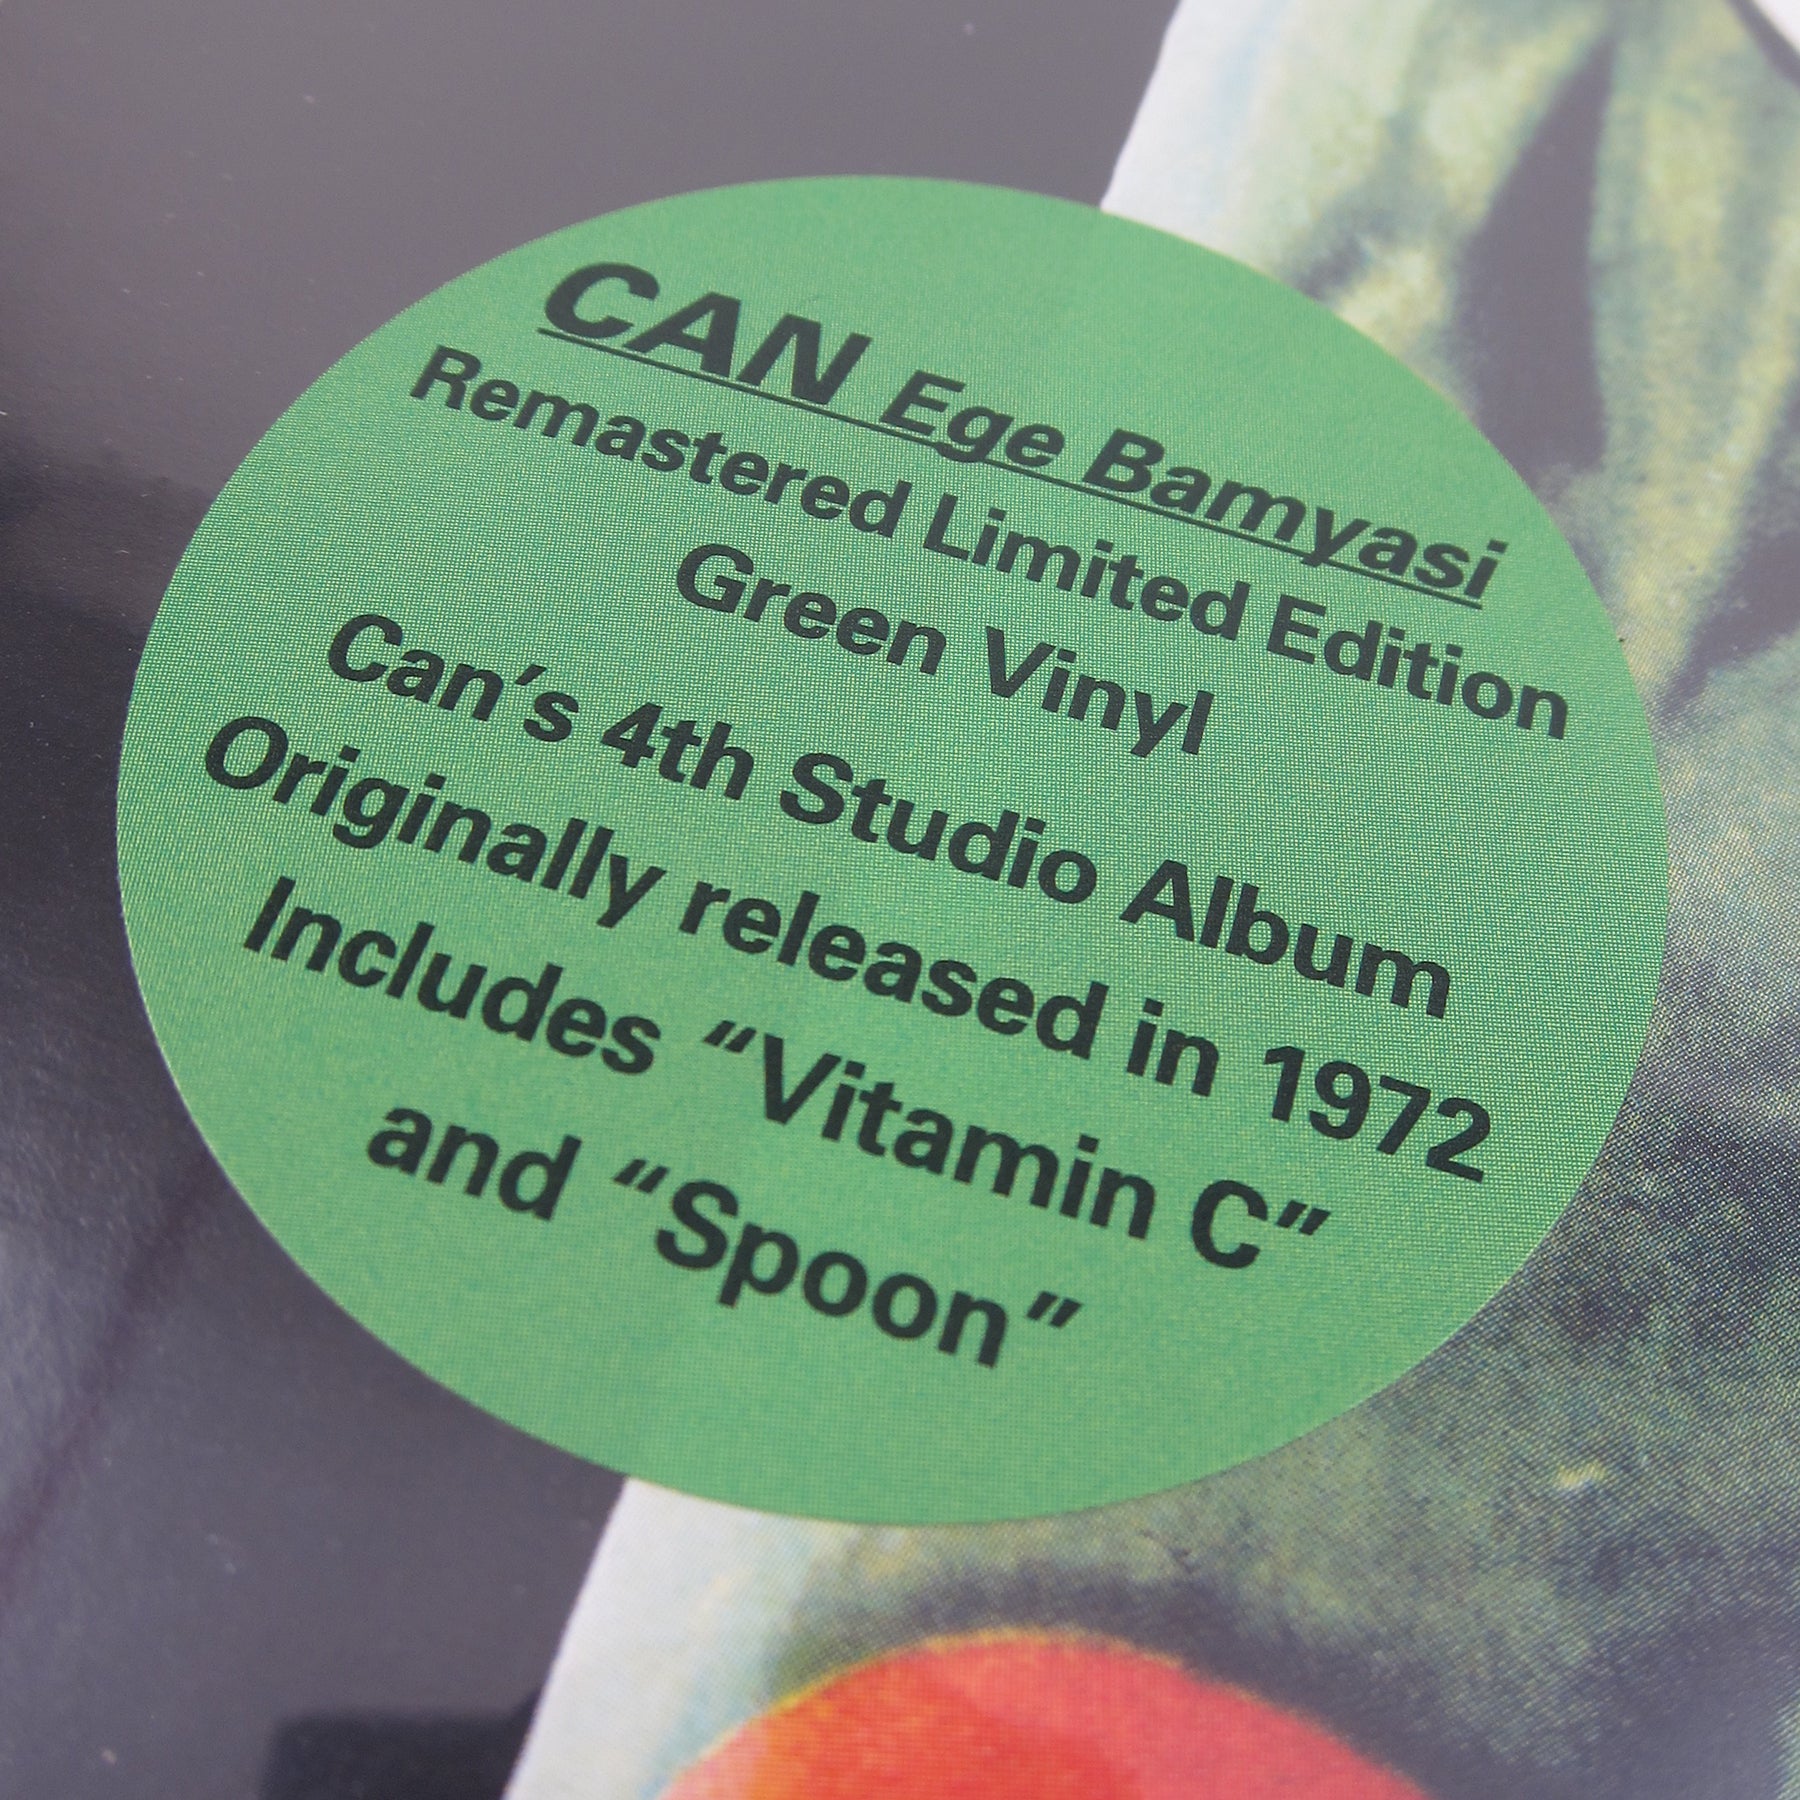 CAN Ege Bamyasi
Remastered Limited Edition
Green Vinyl
Can’s 4th Studio Album
Originally released in 1972
Includes “Vitamin C”
and “Spoon”